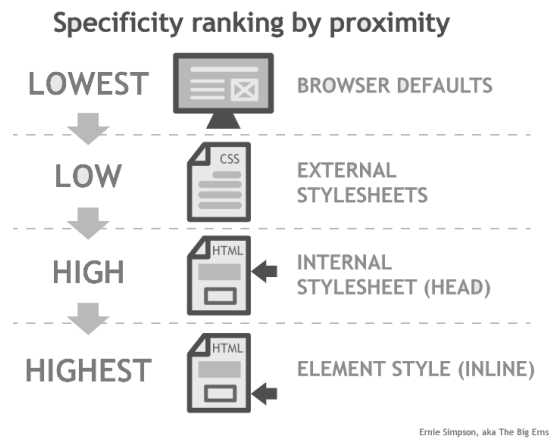 Specificity ranking by proximity
LOWEST
BROWSER DEFAULTS
LOW
CSS
EXTERNAL
STYLESHEETS
HIGH
HTML
INTERNAL
STYLESHEET (HEAD)
HIGHEST
HTML
ELEMENT STYLE (INLINE)
Ernie Simpson, aka The Big Erns